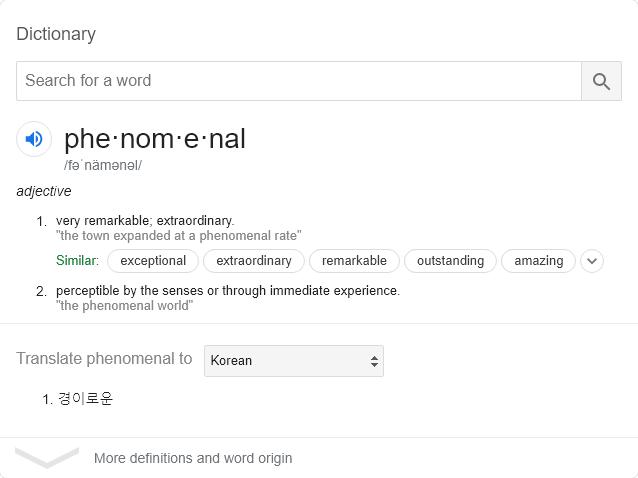 Dictionary
Search for a word
phe·nom·e·nal
/fəˈnämənəl/
adjective
1. very remarkable; extraordinary.
"the town expanded at a phenomenal rate"
Similar: exceptional extraordinary remarkable outstanding amazing
2. perceptible by the senses or through immediate experience.
"the phenomenal world"
Translate phenomenal to Korean
1. 경이로운
More definitions and word origin